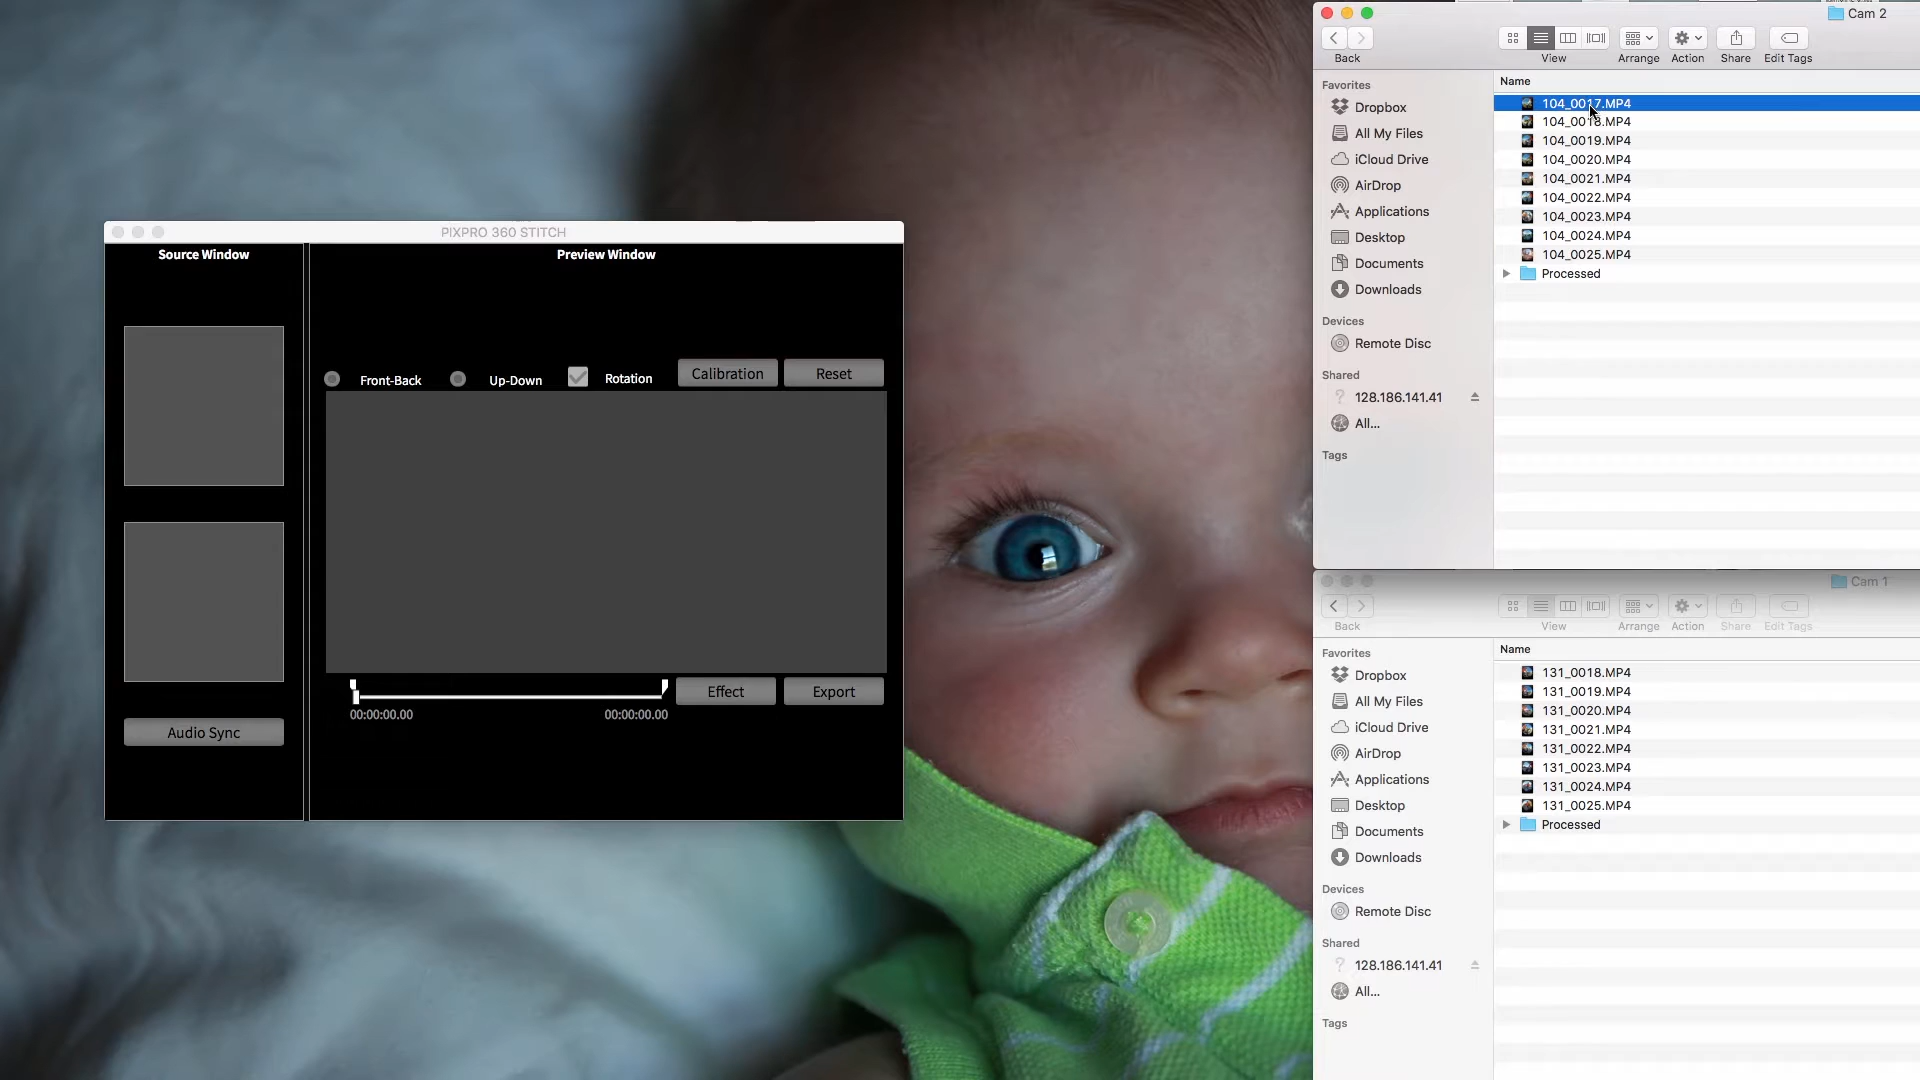 PIXPRO 360 STITCH
Source Window
Preview Window
Front-Back
Up-Down
Rotation
Calibration
Reset
00:00:00.00
00:00:00.00
Effect
Export
Audio Sync
Cam 2
Back
View
Arrange
Action
Share
Edit Tags
Favorites
Dropbox
All My Files
iCloud Drive
AirDrop
Applications
Desktop
Documents
Downloads
Devices
Remote Disc
Shared
128.186.141.41
All...
Tags
Name
104_0017.MP4
104_0018.MP4
104_0019.MP4
104_0020.MP4
104_0021.MP4
104_0022.MP4
104_0023.MP4
104_0024.MP4
104_0025.MP4
Processed
Cam 1
Back
View
Arrange
Action
Share
Edit Tags
Favorites
Dropbox
All My Files
iCloud Drive
AirDrop
Applications
Desktop
Documents
Downloads
Devices
Remote Disc
Shared
128.186.141.41
All...
Tags
Name
131_0018.MP4
131_0019.MP4
131_0020.MP4
131_0021.MP4
131_0022.MP4
131_0023.MP4
131_0024.MP4
131_0025.MP4
Processed